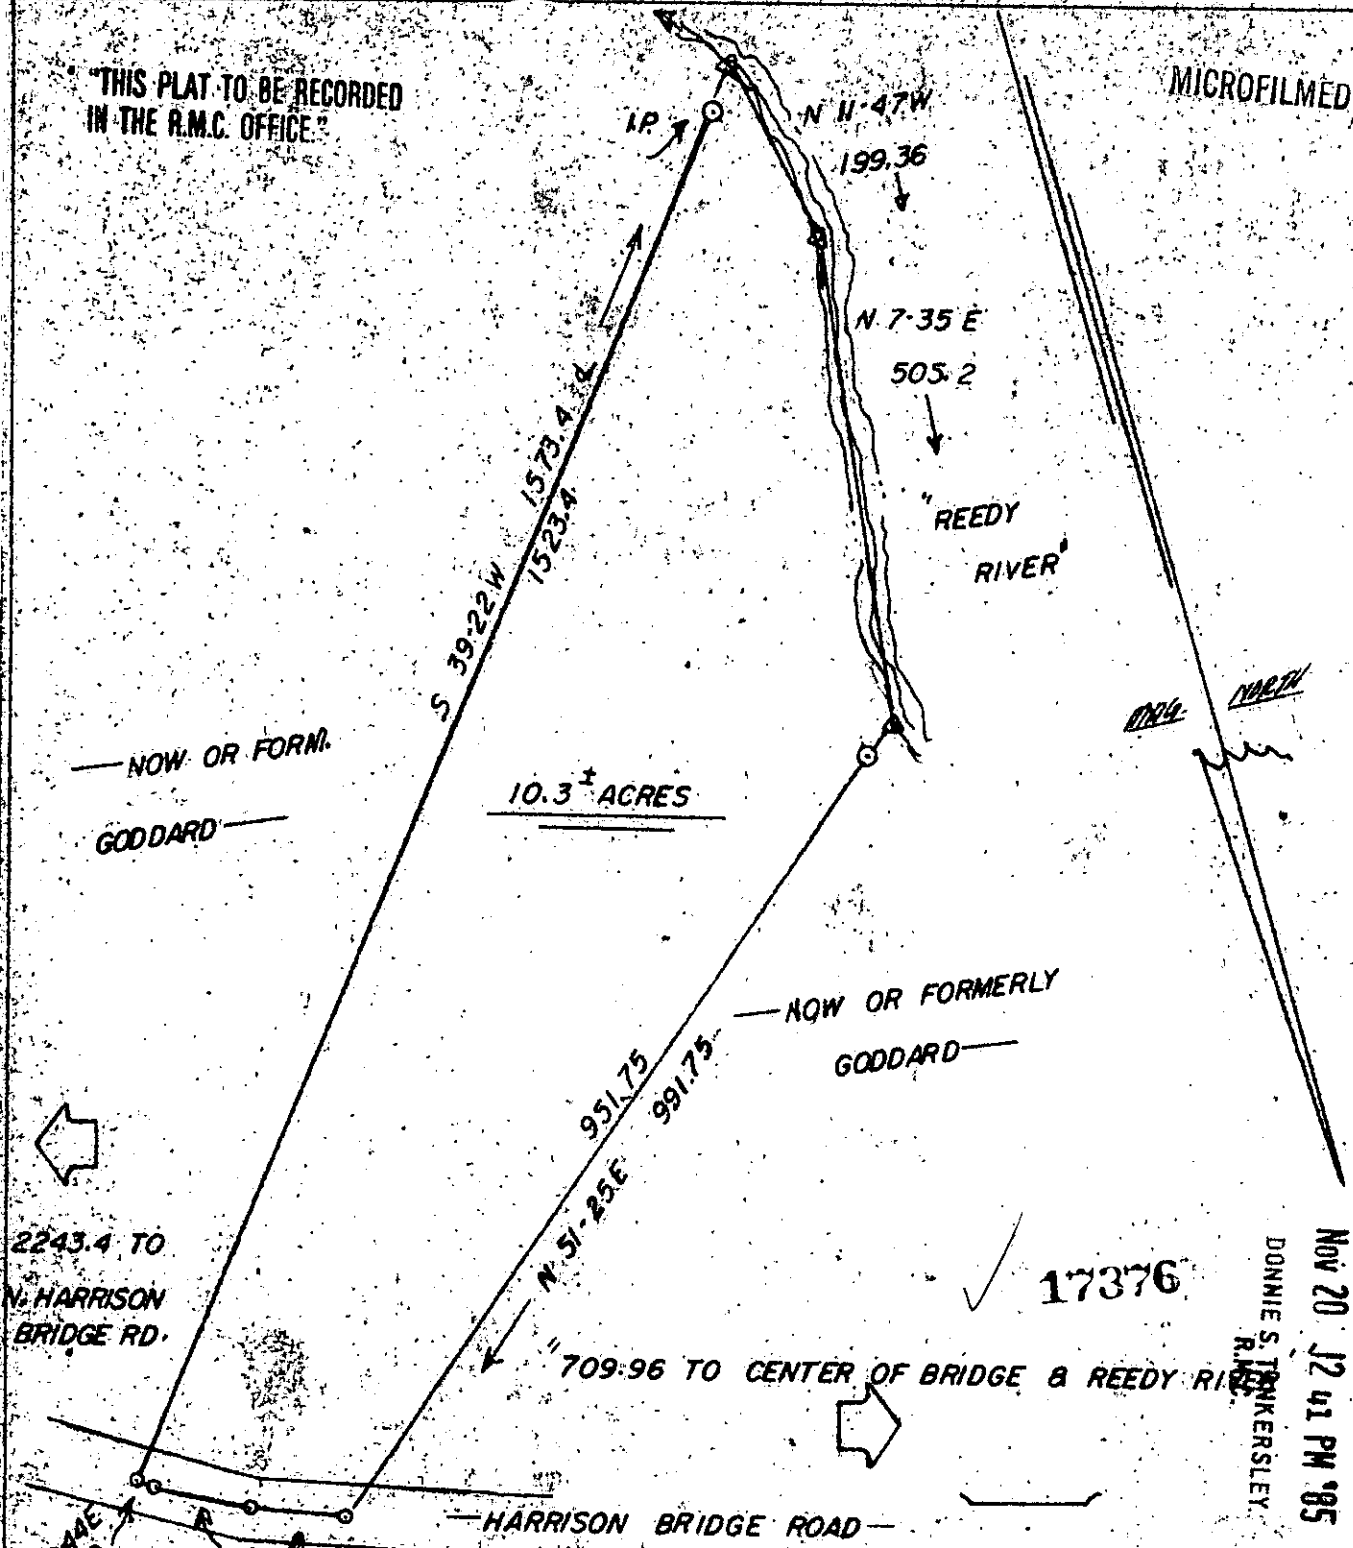 "THIS PLAT TO BE RECORDED
IN THE R.M.C. OFFICE."
MICROFILMED
I.P.
N 11-47W
199.36
N 7-35 E
505.2
"REEDY
RIVER"
S 39-22 W 1573.4
1523.4
MAG. NORTH
—NOW OR FORM.
GODDARD—
10.3 ± ACRES
—NOW OR FORMERLY
GODDARD—
951.75
991.75
N 51-25E
2243.4 TO
N. HARRISON
BRIDGE RD.
17376
"709.96 TO CENTER OF BRIDGE & REEDY RIVER
NOV 20 12 41 PM '85
DONNIE S. TANKERSLEY
R.M.C.
—HARRISON BRIDGE ROAD—
44E